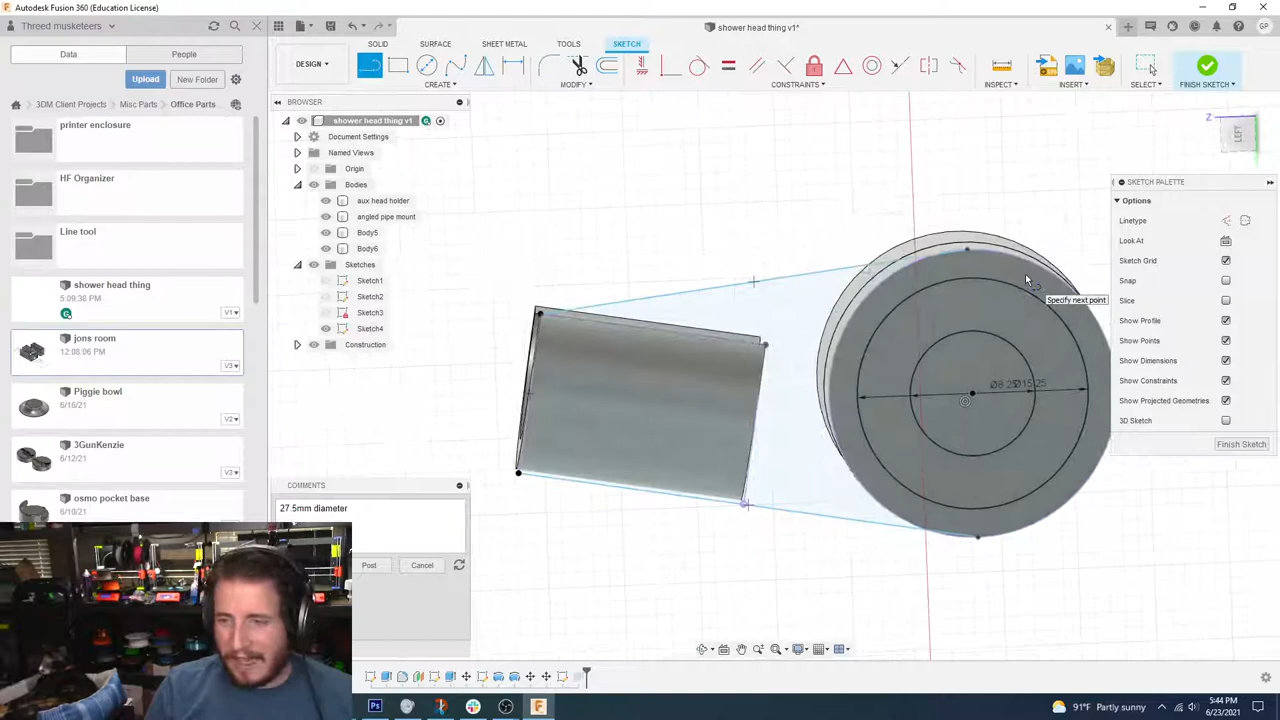 Autodesk Fusion 360 (Education License)
Threed musketeers
shower head thing v1*
GP
Data
People
SOLID
SURFACE
SHEET METAL
TOOLS
SKETCH
DESIGN
CREATE
MODIFY
CONSTRAINTS
INSPECT
INSERT
SELECT
FINISH SKETCH
Upload
New Folder
3DM Client Projects
Misc Parts
Office Parts
printer enclosure
HF Organizer
Line tool
shower head thing
5:09:38 PM
V1
jons room
12:08:06 PM
V3
Piggie bowl
6/16/21
V2
3GunKenzie
6/12/21
V3
osmo pocket base
6/10/21
BROWSER
shower head thing v1
Document Settings
Named Views
Origin
Bodies
aux head holder
angled pipe mount
Body5
Body6
Sketches
Sketch1
Sketch2
Sketch3
Sketch4
Construction
COMMENTS
27.5mm diameter
Post
Cancel
Z
LEFT
Specify next point
SKETCH PALETTE
Options
Linetype
Look At
Sketch Grid
Snap
Slice
Show Profile
Show Points
Show Dimensions
Show Constraints
Show Projected Geometries
3D Sketch
Finish Sketch
91°F Partly sunny
5:44 PM
6/23/2021